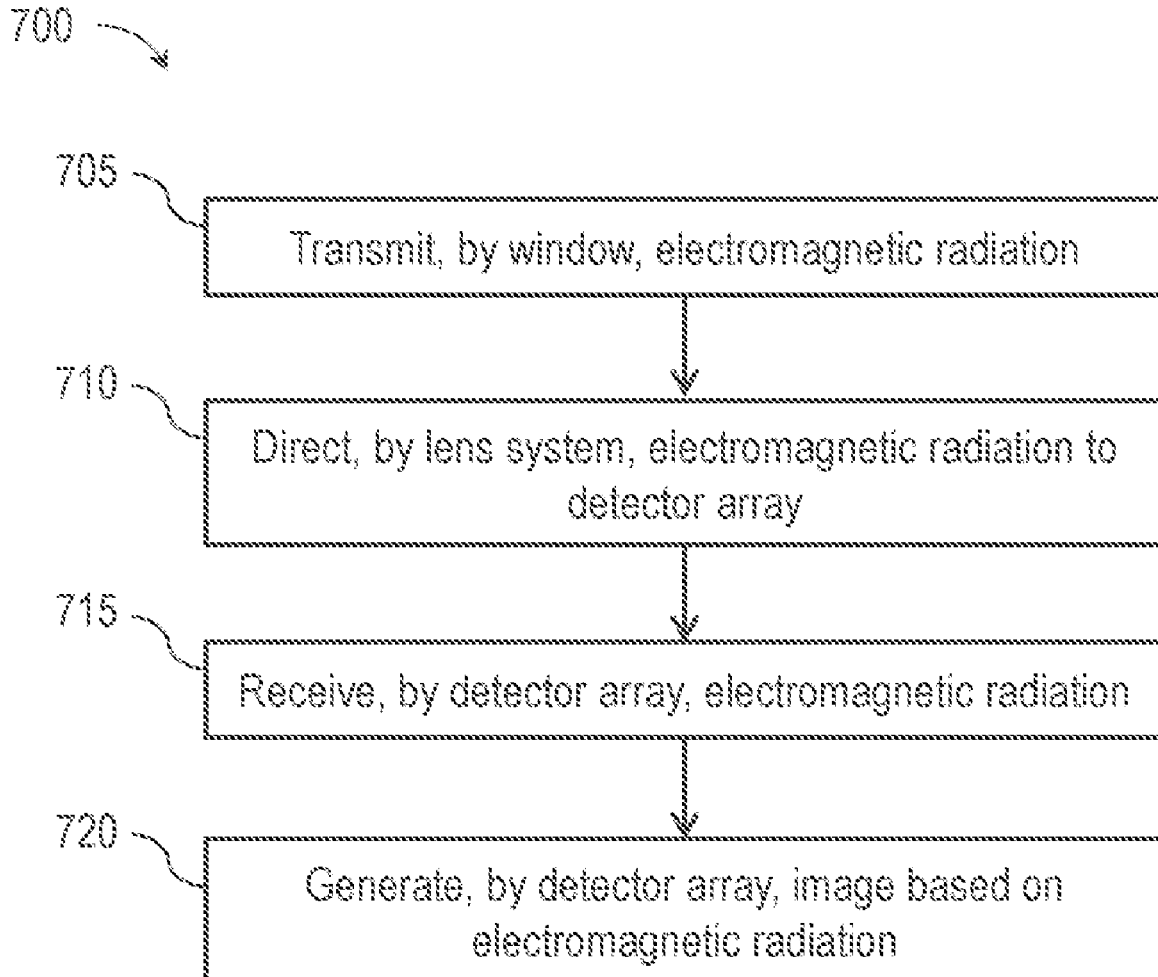 700
705
Transmit, by window, electromagnetic radiation
710
Direct, by lens system, electromagnetic radiation to
detector array
715
Receive, by detector array, electromagnetic radiation
720
Generate, by detector array, image based on
electromagnetic radiation